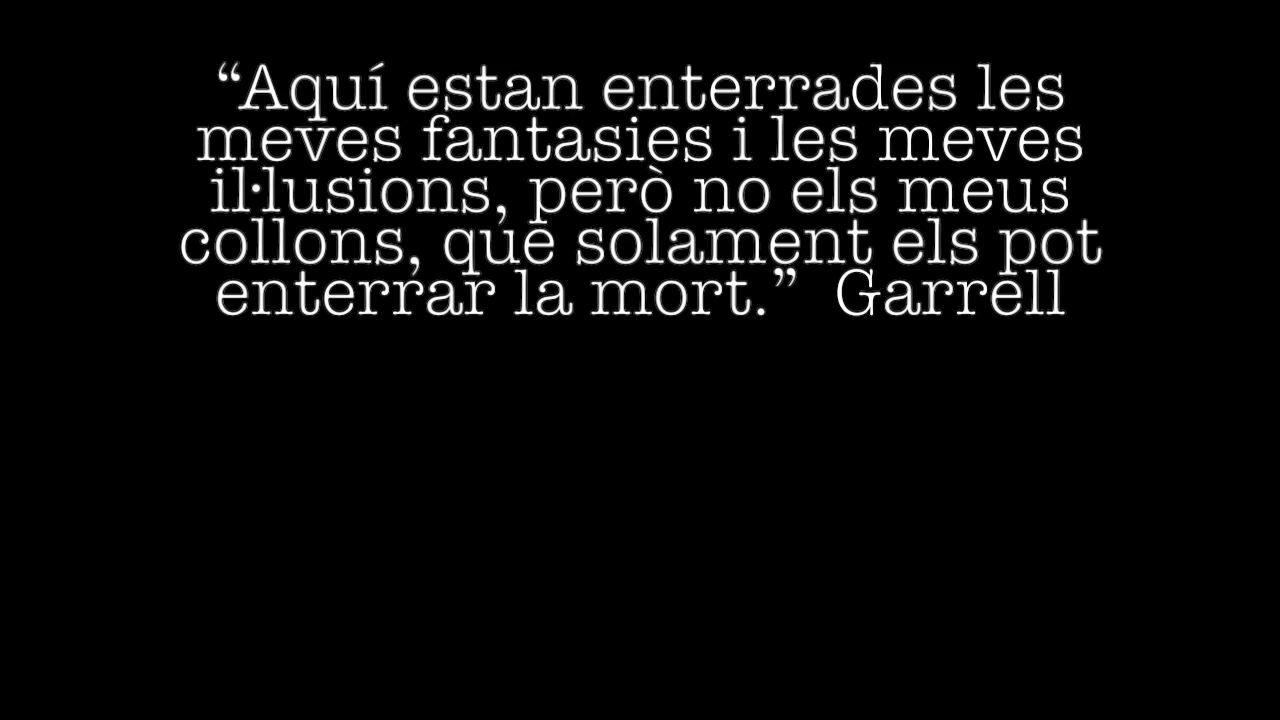 “Aquí estan enterrades les
meves fantasies i les meves
il·lusions, però no els meus
collons, que solament els pot
enterrar la mort.” Garrell